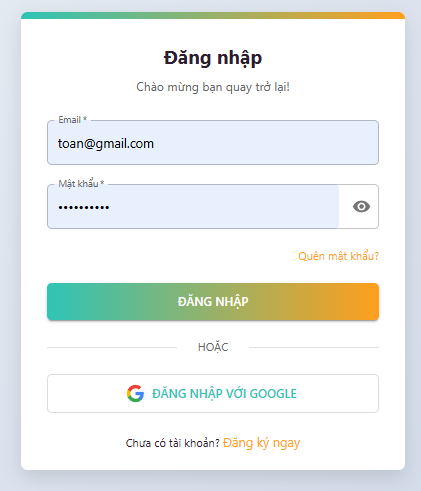 Đăng nhập
Chào mừng bạn quay trở lại!
Email *
toan@gmail.com
Mật khẩu *
••••••••••
Quên mật khẩu?
ĐĂNG NHẬP
HOẶC
ĐĂNG NHẬP VỚI GOOGLE
Chưa có tài khoản? Đăng ký ngay